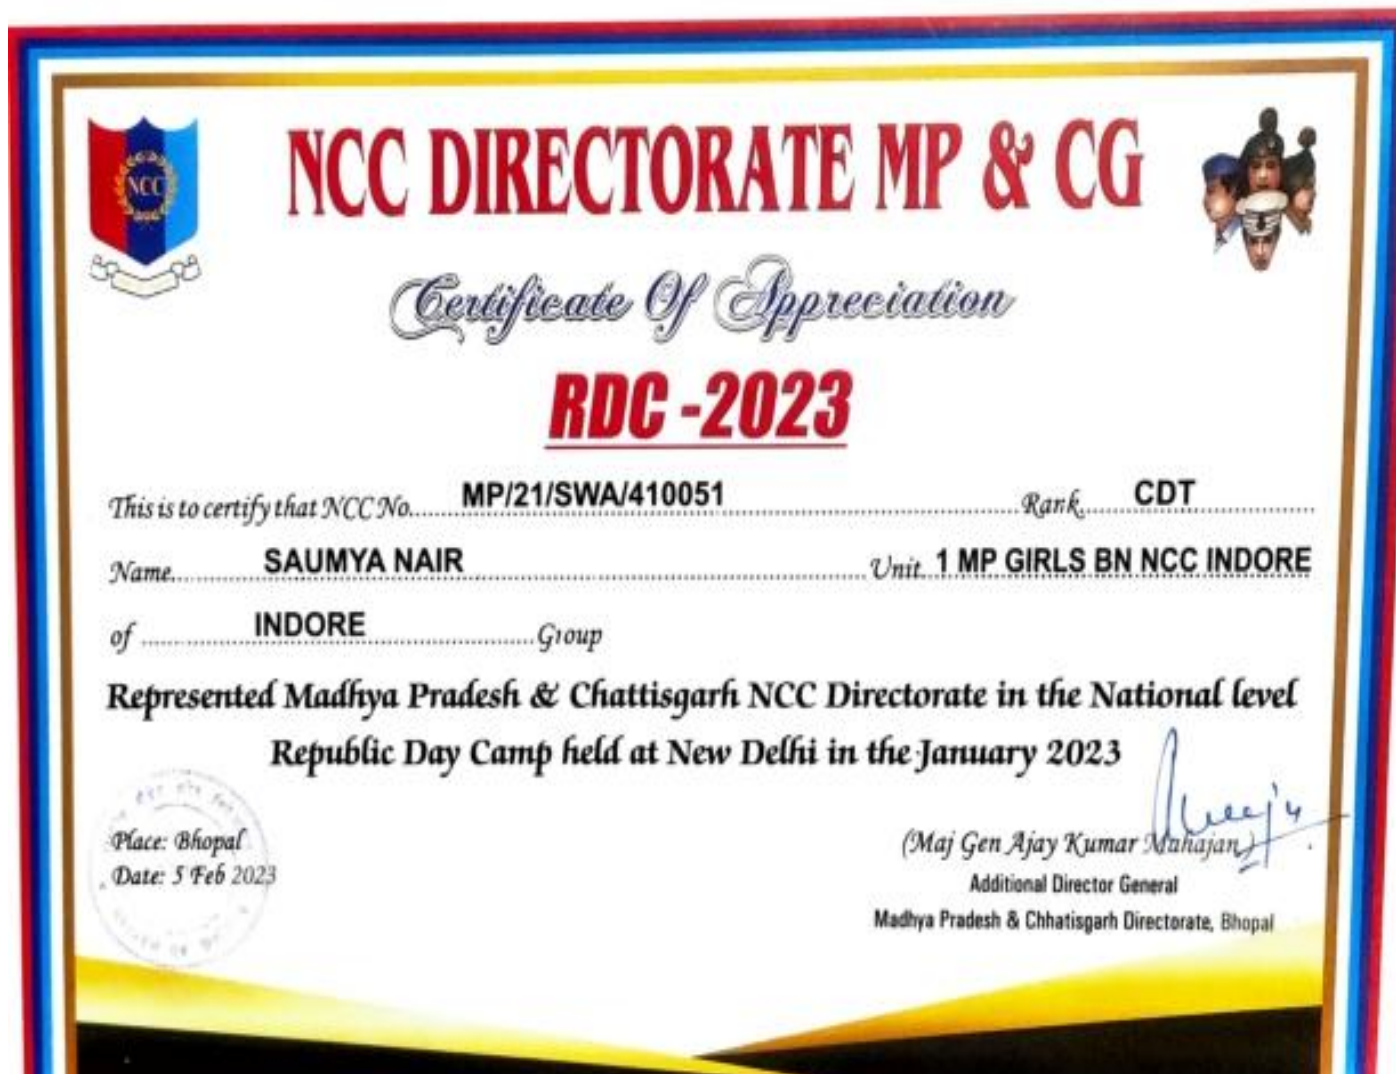 NCC
NCC DIRECTORATE MP & CG
Certificate Of Appreciation
RDC -2023
This is to certify that NCC No. MP/21/SWA/410051 Rank CDT
Name SAUMYA NAIR Unit 1 MP GIRLS BN NCC INDORE
of INDORE Group
Represented Madhya Pradesh & Chattisgarh NCC Directorate in the National level
Republic Day Camp held at New Delhi in the January 2023
Place: Bhopal
Date: 5 Feb 2023
(Maj Gen Ajay Kumar Mahajan)
Additional Director General
Madhya Pradesh & Chhatisgarh Directorate, Bhopal